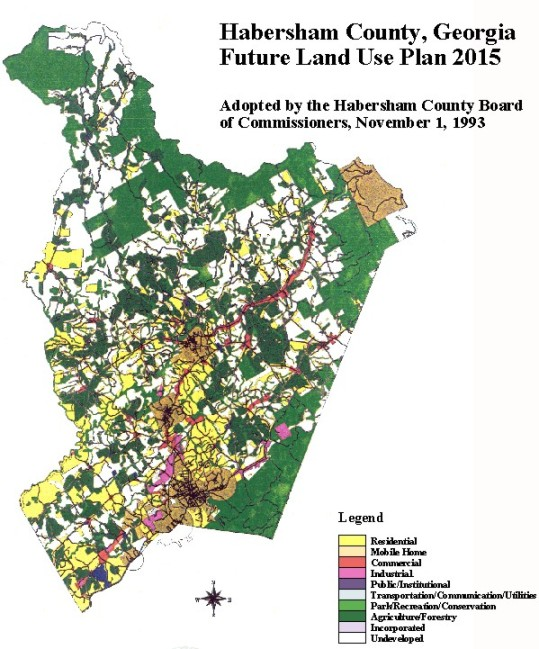 Habersham County, Georgia
Future Land Use Plan 2015
Adopted by the Habersham County Board
of Commissioners, November 1, 1993
Legend
Residential
Mobile Home
Commercial
Industrial
Public/Institutional
Transportation/Communication/Utilities
Park/Recreation/Conservation
Agriculture/Forestry
Incorporated
Undeveloped
N
W
E
S